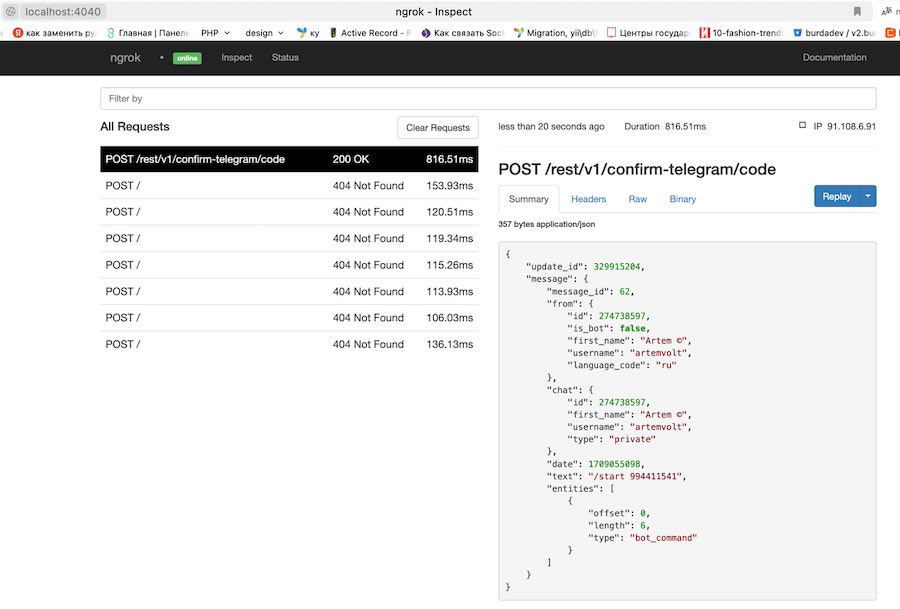 localhost:4040
ngrok - Inspect
как заменить ру
Главная | Панель
PHP
design
ку
Active Record - P
Как связать Soc
Migration, yii\db\
Центры государ
10-fashion-trend
burdadev / v2.bu
ngrok
online
Inspect
Status
Documentation
Filter by
All Requests
Clear Requests
POST /rest/v1/confirm-telegram/code 200 OK 816.51ms
POST / 404 Not Found 153.93ms
POST / 404 Not Found 120.51ms
POST / 404 Not Found 119.34ms
POST / 404 Not Found 115.26ms
POST / 404 Not Found 113.93ms
POST / 404 Not Found 106.03ms
POST / 404 Not Found 136.13ms
less than 20 seconds ago Duration 816.51ms IP 91.108.6.91
POST /rest/v1/confirm-telegram/code
Summary Headers Raw Binary Replay
357 bytes application/json
{
"update_id": 329915204,
"message": {
"message_id": 62,
"from": {
"id": 274738597,
"is_bot": false,
"first_name": "Artem ©",
"username": "artemvolt",
"language_code": "ru"
},
"chat": {
"id": 274738597,
"first_name": "Artem ©",
"username": "artemvolt",
"type": "private"
},
"date": 1709055098,
"text": "/start 994411541",
"entities": [
{
"offset": 0,
"length": 6,
"type": "bot_command"
}
]
}
}